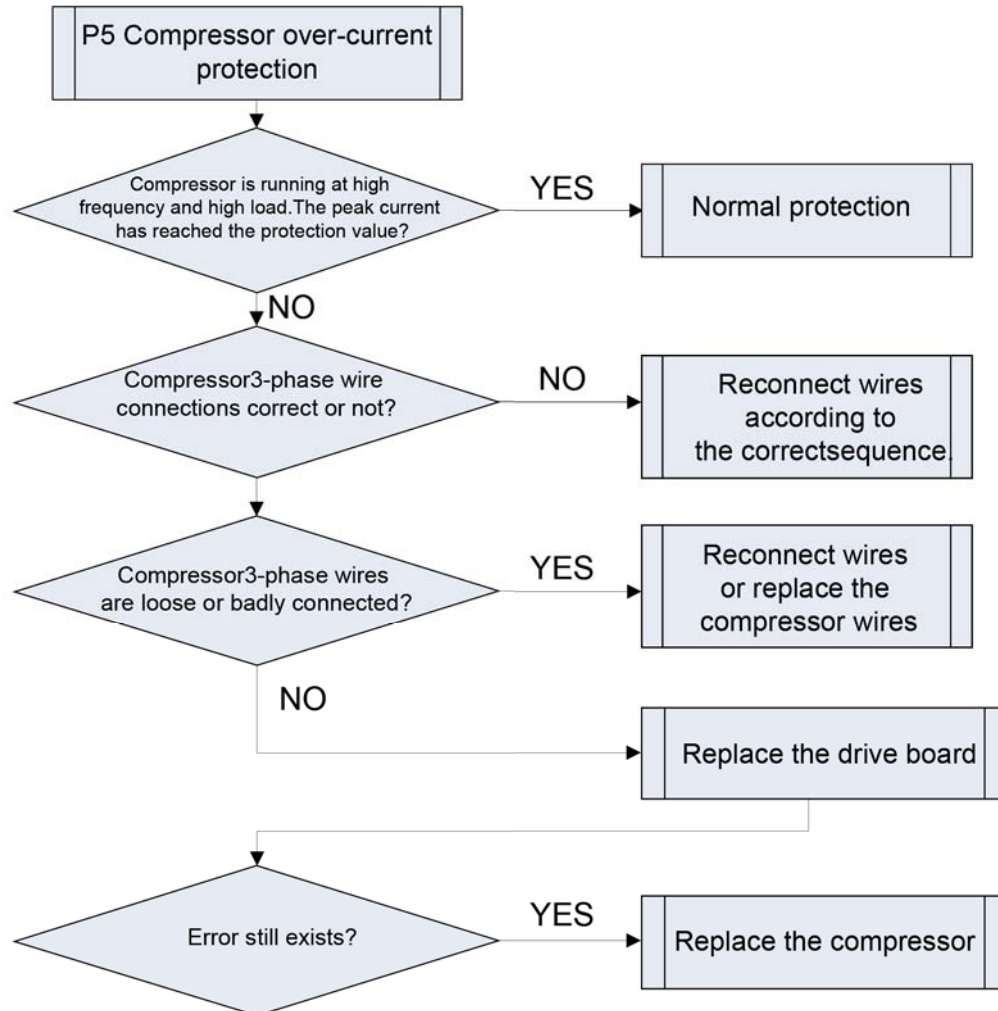 P5 Compressor over-current
protection
Compressor is running at high
frequency and high load.The peak current
has reached the protection value?
YES
Normal protection
NO
Compressor3-phase wire
connections correct or not?
NO
Reconnect wires
according to
the correctsequence.
Compressor3-phase wires
are loose or badly connected?
YES
Reconnect wires
or replace the
compressor wires
NO
Replace the drive board
Error still exists?
YES
Replace the compressor